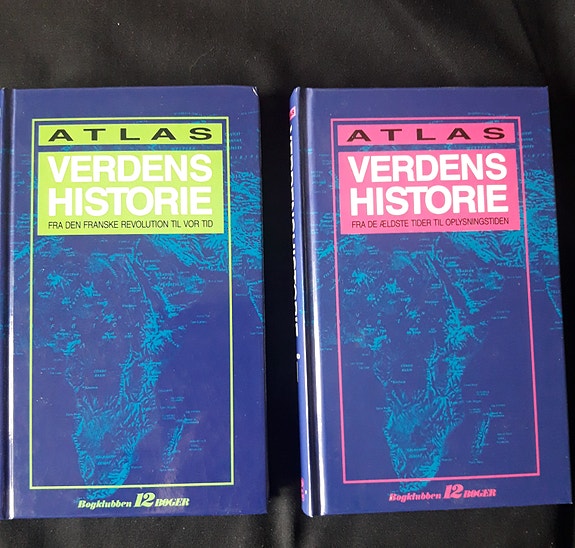 ATLAS
VERDENS
HISTORIE
FRA DEN FRANSKE REVOLUTION TIL VOR TID
Bogklubben 12 BØGER
ATLAS
VERDENS
HISTORIE
FRA DE ÆLDSTE TIDER TIL OPLYSNINGSTIDEN
Bogklubben 12 BØGER